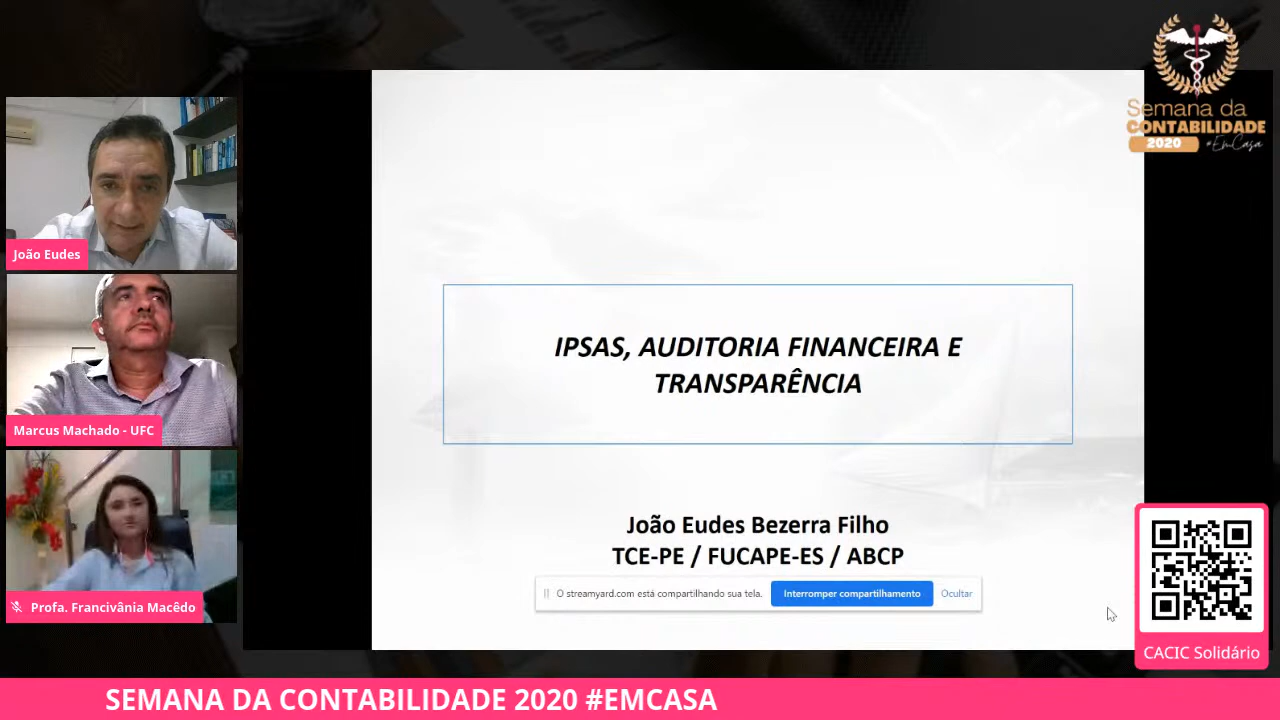 Semana da
CONTABILIDADE
2020 #EmCasa
João Eudes
Marcus Machado - UFC
Profa. Francivânia Macêdo
IPSAS, AUDITORIA FINANCEIRA E
TRANSPARÊNCIA
João Eudes Bezerra Filho
TCE-PE / FUCAPE-ES / ABCP
O streamyard.com está compartilhando sua tela. Interromper compartilhamento Ocultar
CACIC Solidário
SEMANA DA CONTABILIDADE 2020 #EMCASA